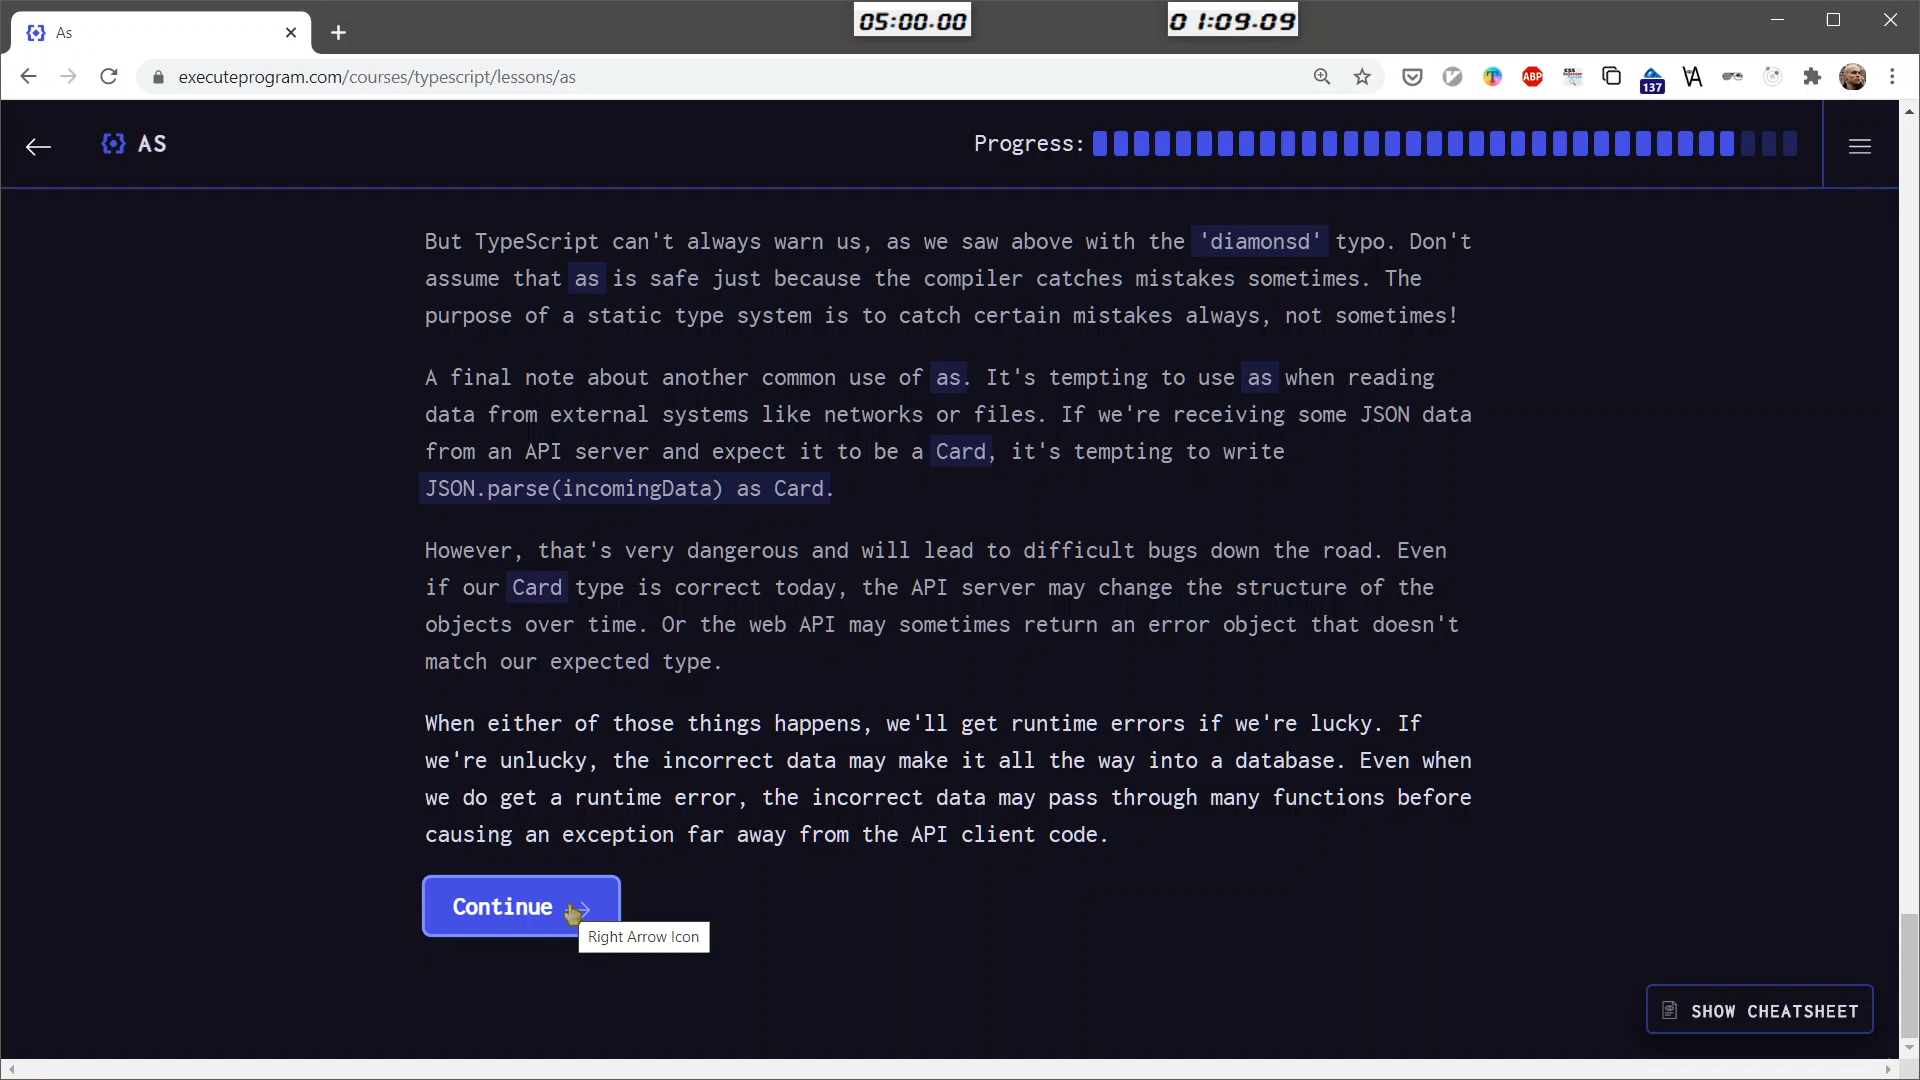 As
05:00.00
01:09.09
executeprogram.com/courses/typescript/lessons/as
ABP
CSS
137
AS
Progress:
But TypeScript can't always warn us, as we saw above with the 'diamonsd' typo. Don't
assume that as is safe just because the compiler catches mistakes sometimes. The
purpose of a static type system is to catch certain mistakes always, not sometimes!
A final note about another common use of as. It's tempting to use as when reading
data from external systems like networks or files. If we're receiving some JSON data
from an API server and expect it to be a Card, it's tempting to write
JSON.parse(incomingData) as Card.
However, that's very dangerous and will lead to difficult bugs down the road. Even
if our Card type is correct today, the API server may change the structure of the
objects over time. Or the web API may sometimes return an error object that doesn't
match our expected type.
When either of those things happens, we'll get runtime errors if we're lucky. If
we're unlucky, the incorrect data may make it all the way into a database. Even when
we do get a runtime error, the incorrect data may pass through many functions before
causing an exception far away from the API client code.
Continue
Right Arrow Icon
SHOW CHEATSHEET